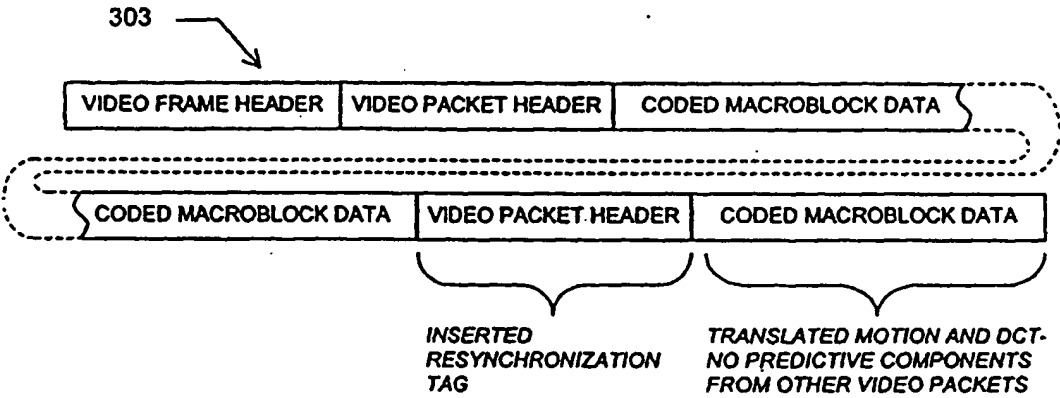 303
VIDEO FRAME HEADER VIDEO PACKET HEADER CODED MACROBLOCK DATA
CODED MACROBLOCK DATA VIDEO PACKET HEADER CODED MACROBLOCK DATA
INSERTED
RESYNCHRONIZATION
TAG
TRANSLATED MOTION AND DCT-
NO PREDICTIVE COMPONENTS
FROM OTHER VIDEO PACKETS